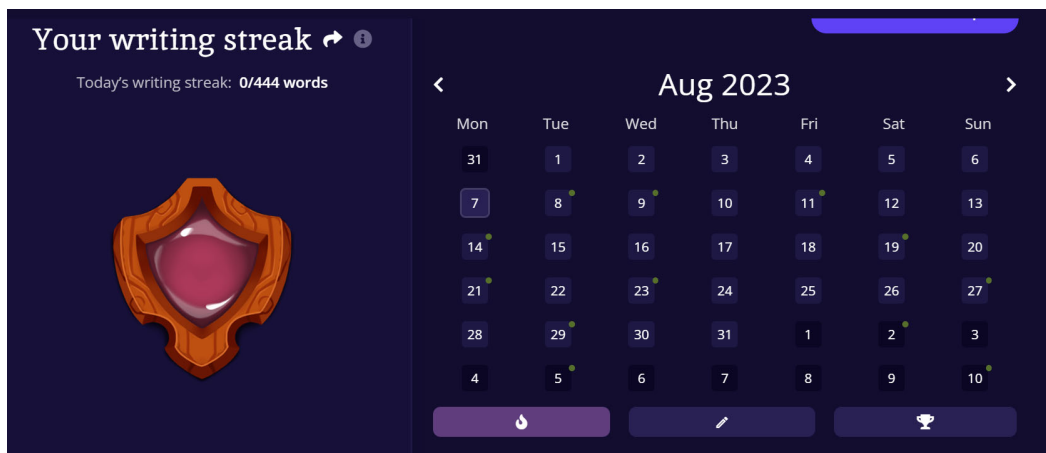 Your writing streak
Today's writing streak: 0/444 words
Aug 2023
Mon Tue Wed Thu Fri Sat Sun
31 1 2 3 4 5 6
7 8 9 10 11 12 13
14 15 16 17 18 19 20
21 22 23 24 25 26 27
28 29 30 31 1 2 3
4 5 6 7 8 9 10